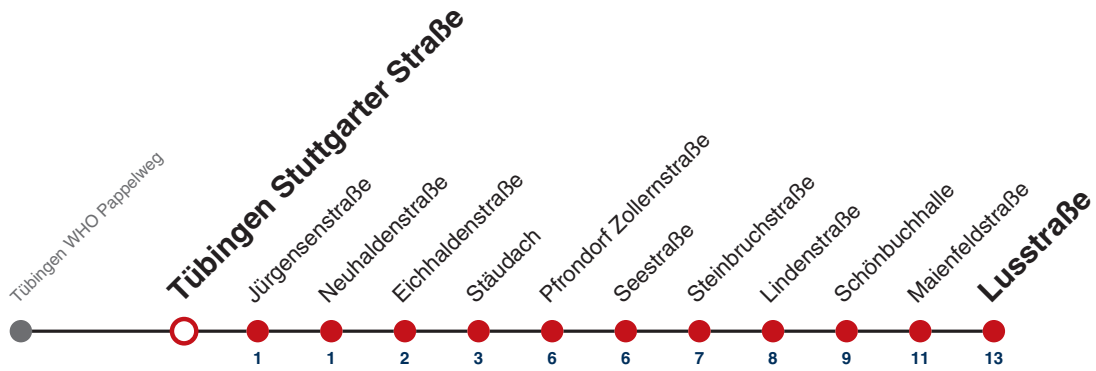 Tübingen WHO Pappelweg
Tübingen Stuttgarter Straße
Jürgensenstraße
Neuhaldenstraße
Eichhaldenstraße
Stäudach
Pfrondorf Zollernstraße
Seestraße
Steinbruchstraße
Lindenstraße
Schönbuchhalle
Maienfeldstraße
Lusstraße
1 1 2 3 6 6 7 8 9 11 13